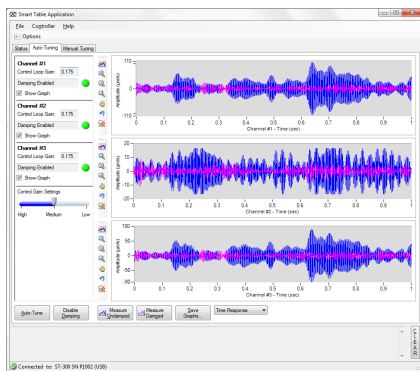 Smart Table Application
File Controller Help
Options
Status Auto-Tuning Manual Tuning
Channel #1
Control Loop Gain: 0.175
Damping Enabled
Show Graph
Channel #2
Control Loop Gain: 0.175
Damping Enabled
Show Graph
Channel #3
Control Loop Gain: 0.175
Damping Enabled
Show Graph
Control Gain Settings
High Medium Low
110
0
-110
Amplitude (µm/s)
0 0.1 0.2 0.3 0.4 0.5 0.6 0.7 0.8 0.9 1
Channel #1 - Time (sec)
20
10
0
-10
-20
Amplitude (µm/s)
0 0.1 0.2 0.3 0.4 0.5 0.6 0.7 0.8 0.9 1
Channel #2 - Time (sec)
100
50
0
-50
-90
Amplitude (µm/s)
0 0.1 0.2 0.3 0.4 0.5 0.6 0.7 0.8 0.9 1
Channel #3 - Time (sec)
Auto-Tune
Disable Damping
Measure Undamped
Measure Damped
Save Graphs...
Time Response
CLEAR
Connected to: ST-300 SN P1002 (USB)